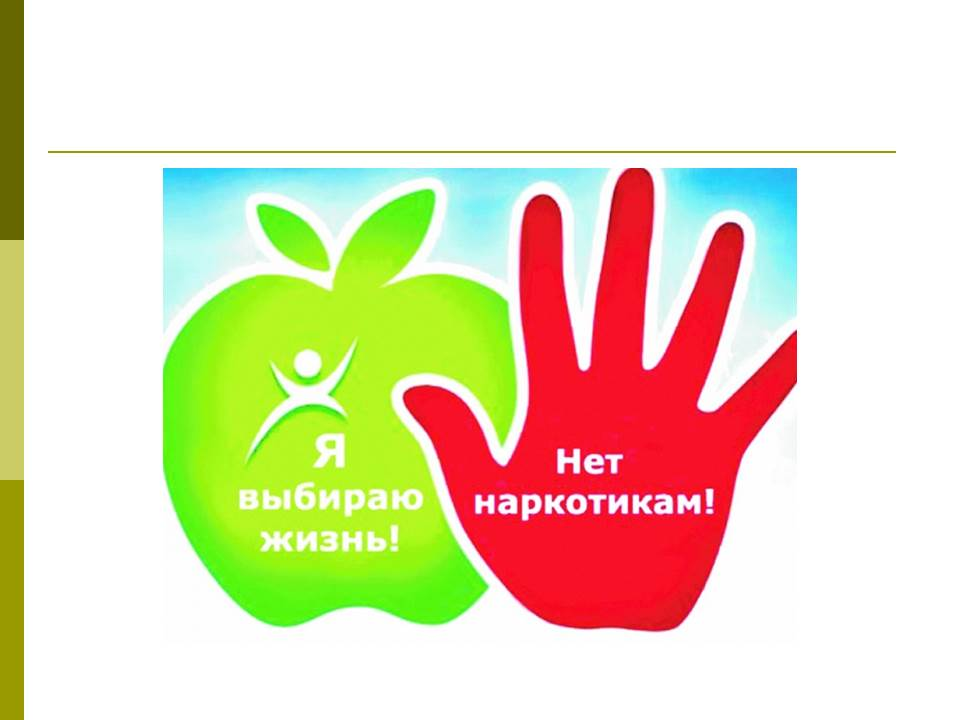 Я
выбираю
жизнь!
Нет
наркотикам!